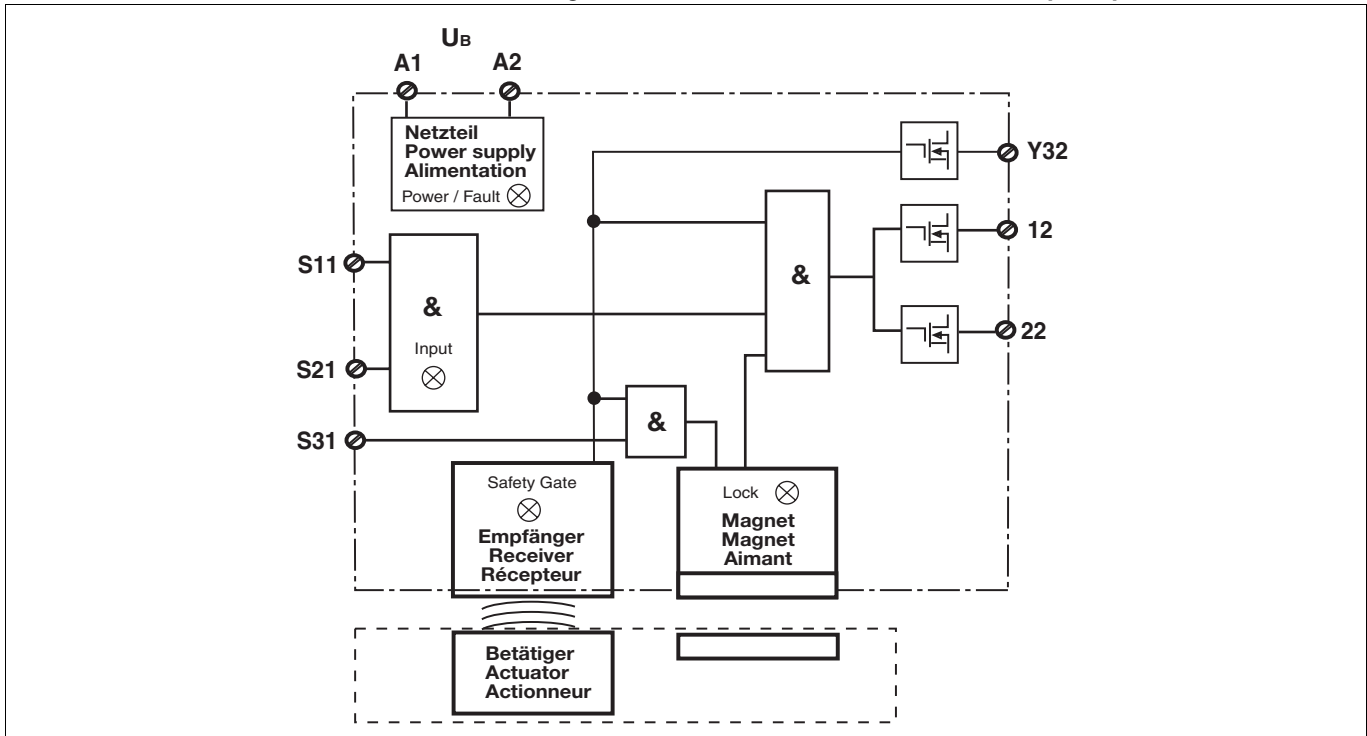 UB
A1
A2
Netzteil
Power supply
Alimentation
Power / Fault
Y32
12
22
S11
&
Input
S21
&
S31
&
Safety Gate
Empfänger
Receiver
Récepteur
Lock
Magnet
Magnet
Aimant
Betätiger
Actuator
Actionneur